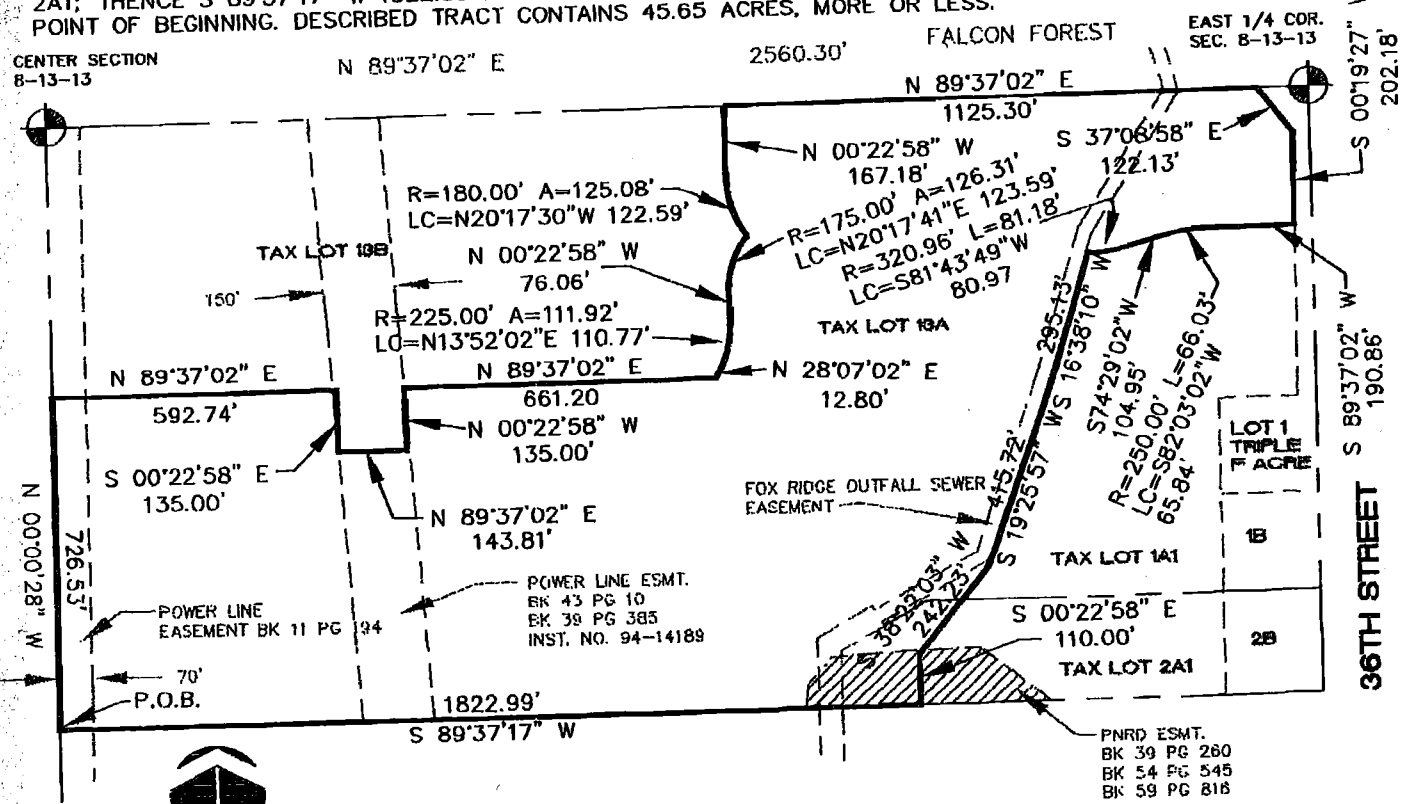 POINT OF BEGINNING. DESCRIBED TRACT CONTAINS 45.65 ACRES, MORE OR LESS.
CENTER SECTION
8-13-13
N 89°37'02" E
2560.30'
FALCON FOREST
EAST 1/4 COR.
SEC. 8-13-13
S 00°19'27"
202.18'
N 89°37'02" E
1125.30'
N 00°22'58" W
167.18'
S 37°08'58" E
122.13'
R=180.00' A=125.08'
LC=N20°17'30"W 122.59'
R=175.00' A=126.31'
LC=N20°17'41"E 123.59'
R=320.96' L=81.18'
LC=S81°43'49"W
80.97
TAX LOT 13B
N 00°22'58" W
76.06'
150'
R=225.00' A=111.92'
LC=N13°52'02"E 110.77'
TAX LOT 13A
295.13'
S 16°38'10" W
S74°29'02"W
104.95'
R=250.00' L=66.03'
LC=S82°03'02"W
65.84'
S 89°37'02" W
190.86'
N 89°37'02" E
592.74'
N 89°37'02" E
661.20
N 28°07'02" E
12.80'
N 00°22'58" W
135.00'
S 00°22'58" E
135.00'
N 89°37'02" E
143.81'
FOX RIDGE OUTFALL SEWER
EASEMENT
415.72'
S 19°25'57" W
LOT 1
TRIPLE
F ACRE
1B
TAX LOT 1A1
36TH STREET
N 00°00'28" W
726.53'
POWER LINE
EASEMENT BK 11 PG 194
POWER LINE ESMT.
BK 43 PG 10
BK 39 PG 385
INST. NO. 94-14189
S 38°22'03" W
242.23'
S 00°22'58" E
110.00'
TAX LOT 2A1
2B
70'
P.O.B.
1822.99'
S 89°37'17" W
PNRD ESMT.
BK 39 PG 260
BK 54 PG 545
BK 59 PG 816